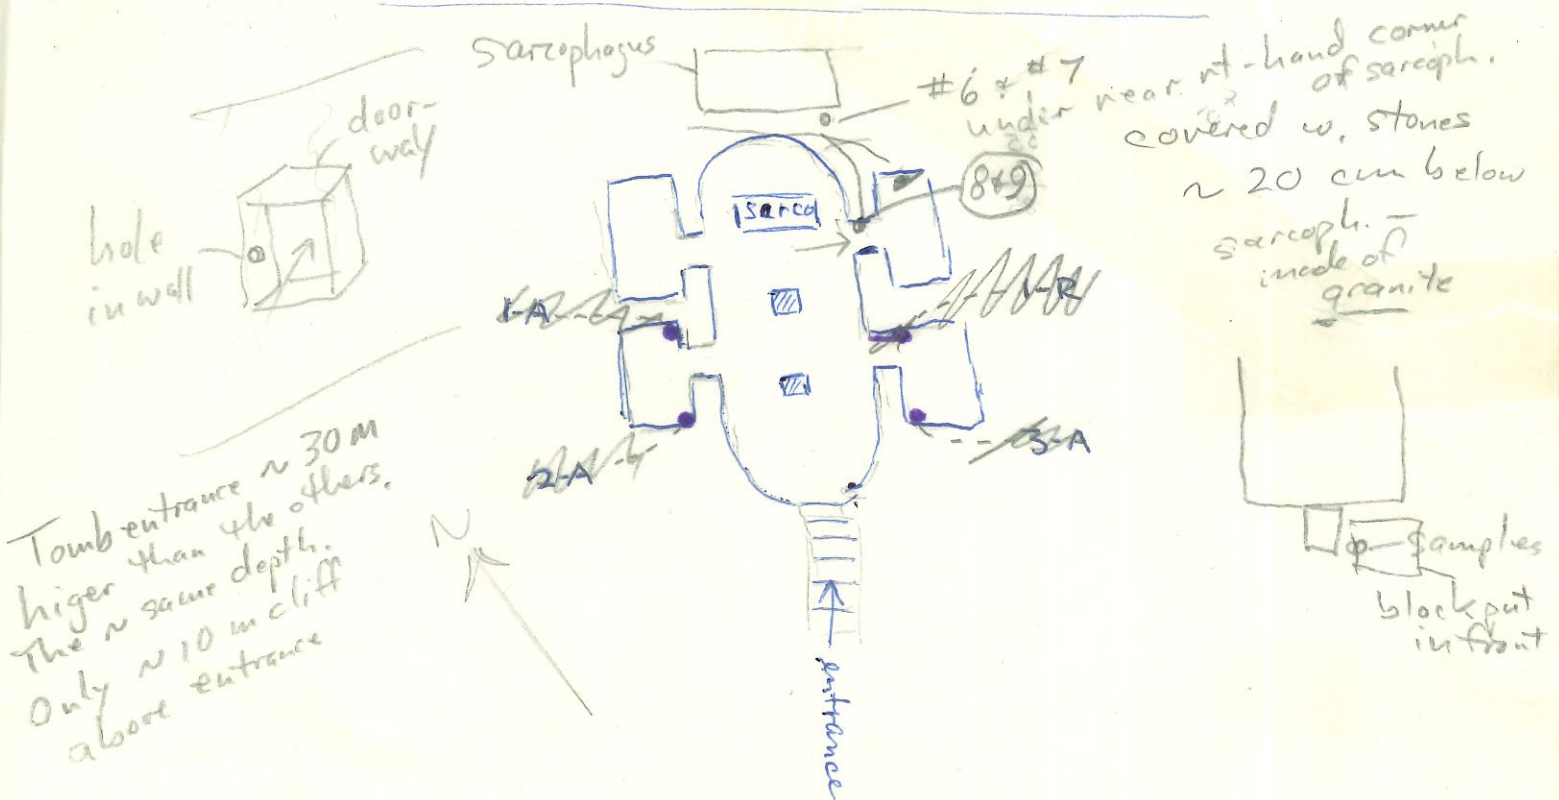 Sarcophagus
#6 & #7
under rear rt-hand corner
of sarcoph.
covered w. stones
~ 20 cm below
sarcoph. –
made of
granite
door-
way
hole
in wall
8&9
sarco
1-A
1-R
2-A
3-A
Tomb entrance ~ 30 M
higer than the others.
The ~ same depth.
Only ~ 10 m cliff
above entrance
N
samples
block put
in front
entrance